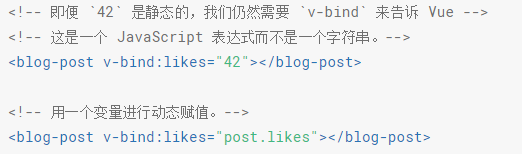 <!-- 即便 `42` 是静态的，我们仍然需要 `v-bind` 来告诉 Vue -->
<!-- 这是一个 JavaScript 表达式而不是一个字符串。-->
<blog-post v-bind:likes="42"></blog-post>
<!-- 用一个变量进行动态赋值。-->
<blog-post v-bind:likes="post.likes"></blog-post>